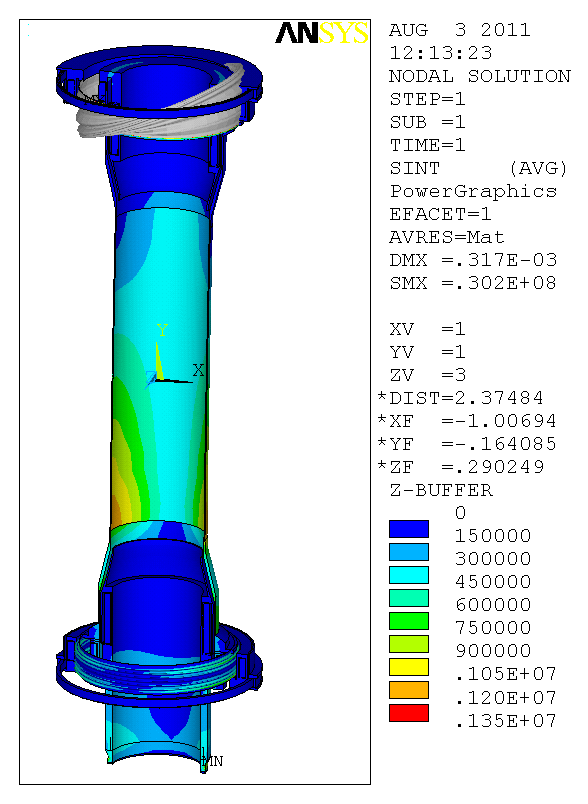 ANSYS
Y
X
Z
MN
AUG  3 2011
12:13:23
NODAL SOLUTION
STEP=1
SUB =1
TIME=1
SINT     (AVG)
PowerGraphics
EFACET=1
AVRES=Mat
DMX =.317E-03
SMX =.302E+08
XV  =1
YV  =1
ZV  =3
*DIST=2.37484
*XF  =-1.00694
*YF  =-.164085
*ZF  =.290249
Z-BUFFER
0
150000
300000
450000
600000
750000
900000
.105E+07
.120E+07
.135E+07